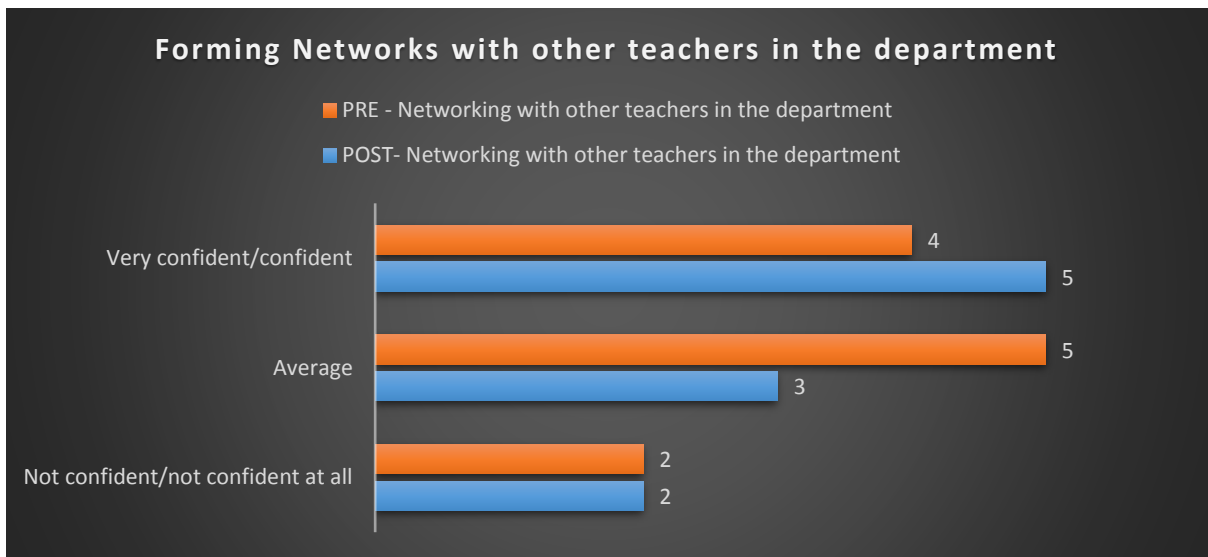 Forming Networks with other teachers in the department
PRE - Networking with other teachers in the department
POST- Networking with other teachers in the department
Very confident/confident
4
5
Average
5
3
Not confident/not confident at all
2
2